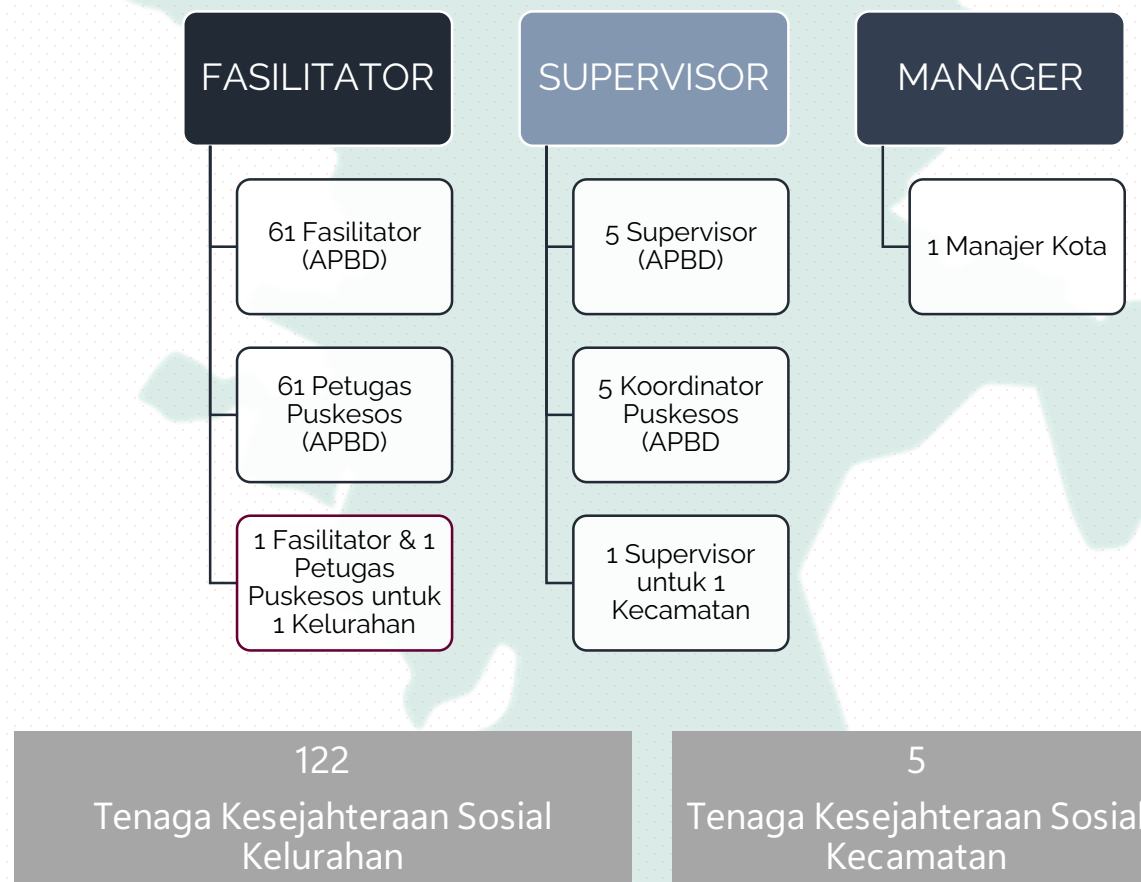 FASILITATOR
61 Fasilitator
(APBD)
61 Petugas
Puskesos
(APBD)
1 Fasilitator & 1
Petugas
Puskesos untuk
1 Kelurahan
SUPERVISOR
5 Supervisor
(APBD)
5 Koordinator
Puskesos
(APBD
1 Supervisor
untuk 1
Kecamatan
MANAGER
1 Manajer Kota
122
Tenaga Kesejahteraan Sosial
Kelurahan
5
Tenaga Kesejahteraan Sosial
Kecamatan